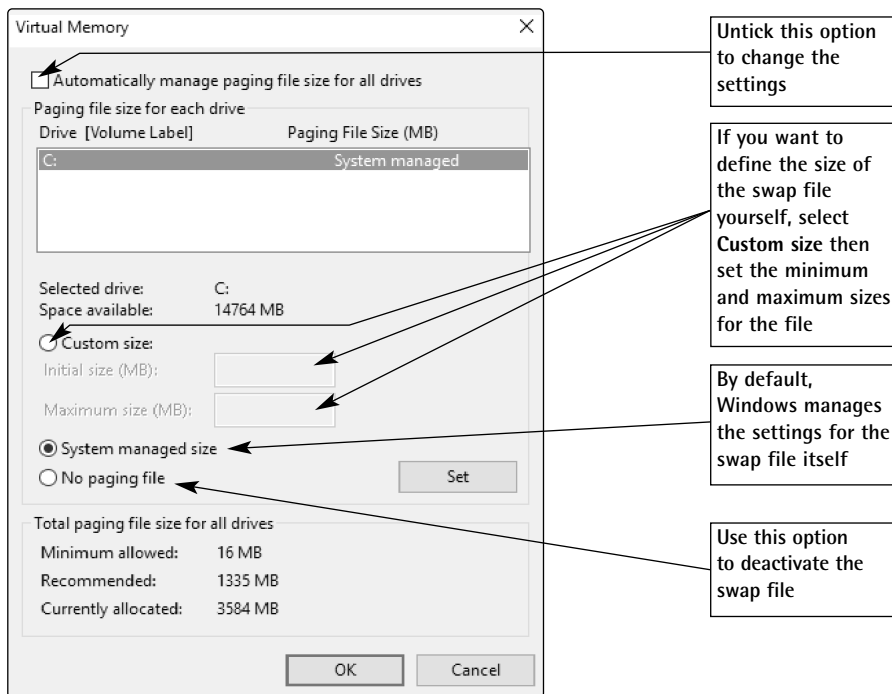 Virtual Memory
Automatically manage paging file size for all drives
Paging file size for each drive
Drive [Volume Label] Paging File Size (MB)
C: System managed
Selected drive: C:
Space available: 14764 MB
Custom size:
Initial size (MB):
Maximum size (MB):
System managed size
No paging file
Set
Total paging file size for all drives
Minimum allowed: 16 MB
Recommended: 1335 MB
Currently allocated: 3584 MB
OK Cancel
Untick this option
to change the
settings
If you want to
define the size of
the swap file
yourself, select
Custom size then
set the minimum
and maximum sizes
for the file
By default,
Windows manages
the settings for the
swap file itself
Use this option
to deactivate the
swap file